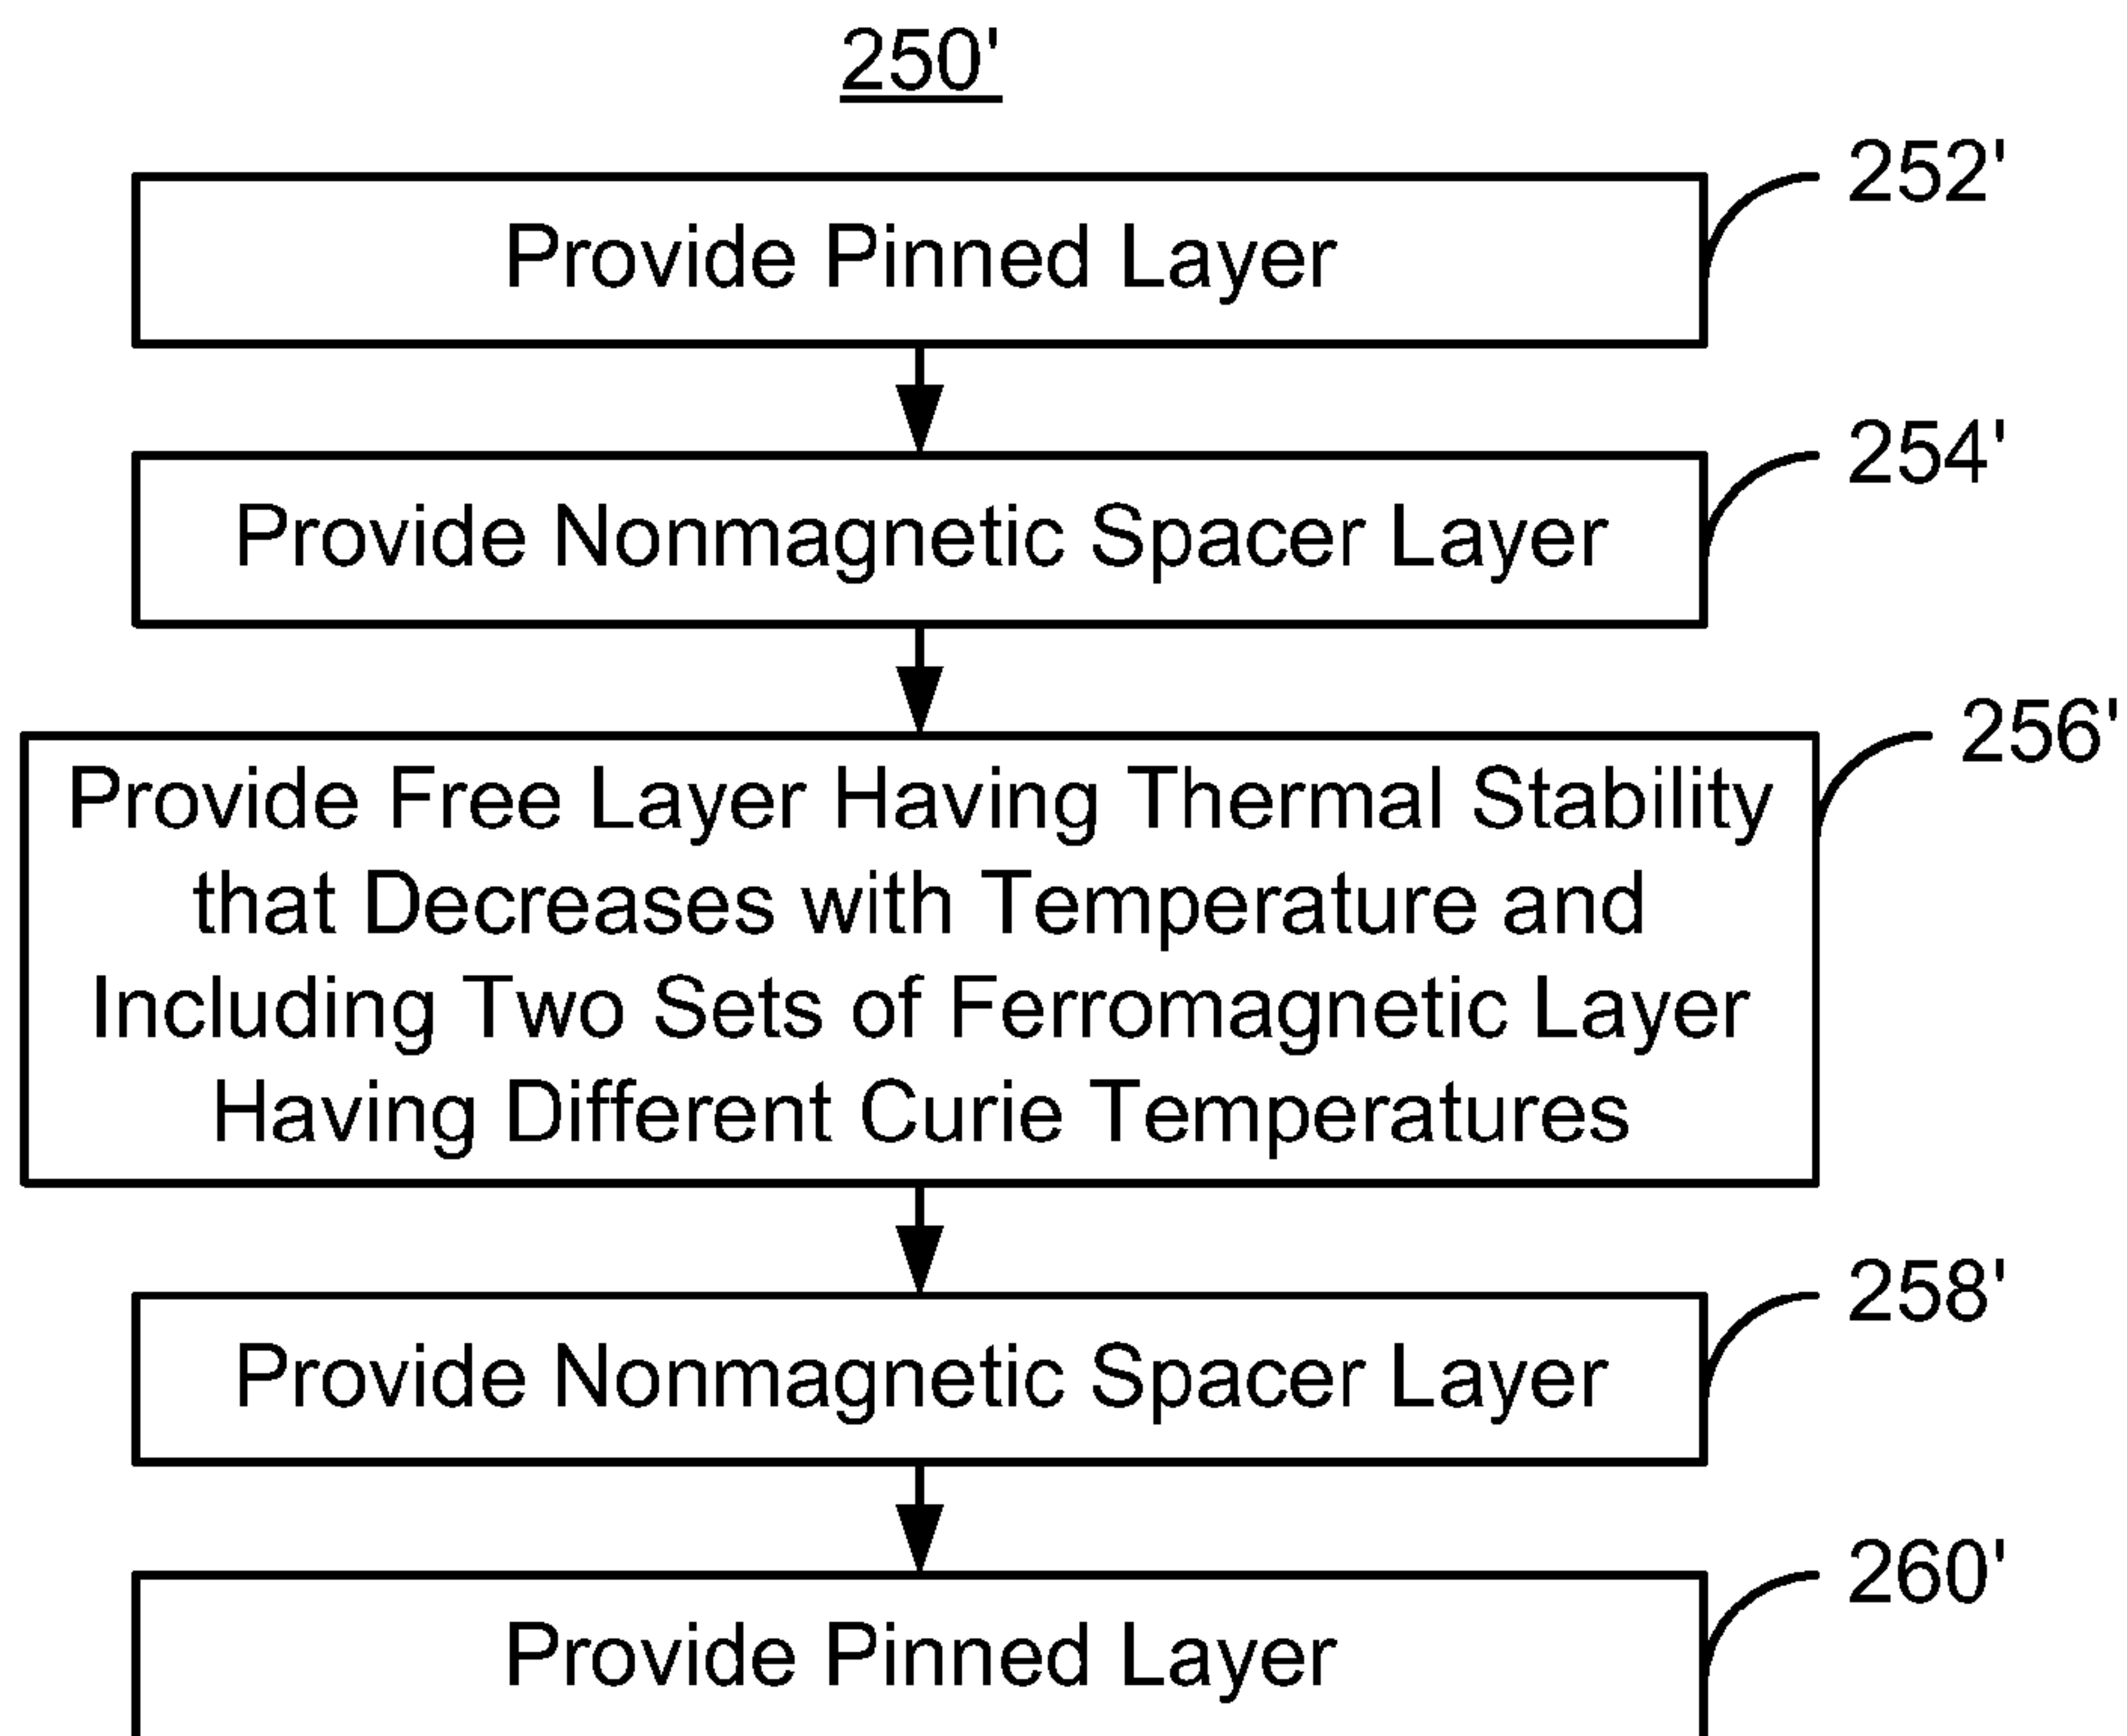 250'
252'
Provide Pinned Layer
254'
Provide Nonmagnetic Spacer Layer
256'
Provide Free Layer Having Thermal Stability
that Decreases with Temperature and
Including Two Sets of Ferromagnetic Layer
Having Different Curie Temperatures
258'
Provide Nonmagnetic Spacer Layer
260'
Provide Pinned Layer